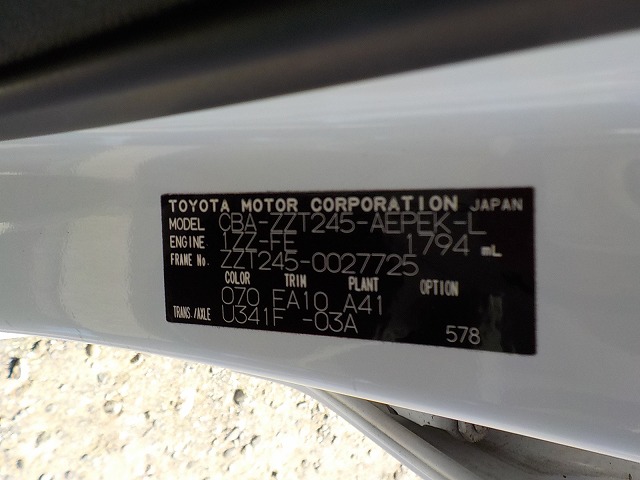 TOYOTA MOTOR CORPORATION JAPAN
MODEL CBA-ZZT245-AEPEK-L
ENGINE 1ZZ-FE 1794 mL
FRAME No. ZZT245-0027725
COLOR TRIM PLANT OPTION
070 FA10 A41
TRANS./AXLE U341F -03A
578